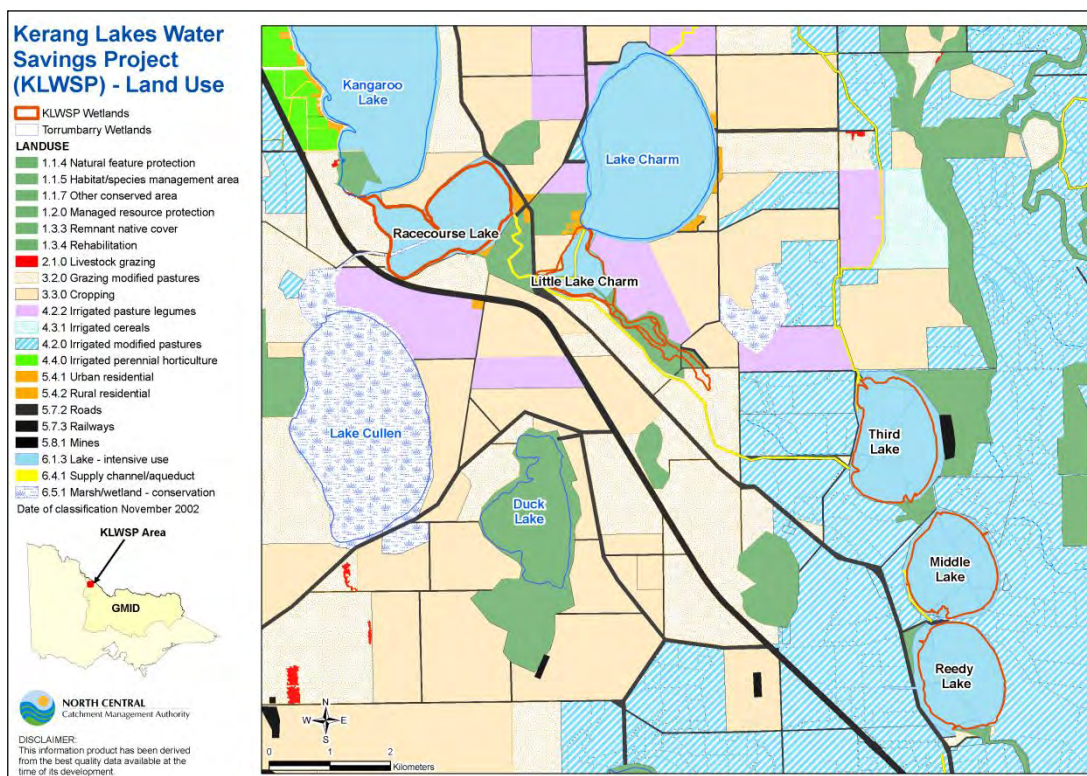 Kerang Lakes Water
Savings Project
(KLWSP) - Land Use
KLWSP Wetlands
Torrumbarry Wetlands
LANDUSE
1.1.4 Natural feature protection
1.1.5 Habitat/species management area
1.1.7 Other conserved area
1.2.0 Managed resource protection
1.3.3 Remnant native cover
1.3.4 Rehabilitation
2.1.0 Livestock grazing
3.2.0 Grazing modified pastures
3.3.0 Cropping
4.2.2 Irrigated pasture legumes
4.3.1 Irrigated cereals
4.2.0 Irrigated modified pastures
4.4.0 Irrigated perennial horticulture
5.4.1 Urban residential
5.4.2 Rural residential
5.7.2 Roads
5.7.3 Railways
5.8.1 Mines
6.1.3 Lake - intensive use
6.4.1 Supply channel/aqueduct
6.5.1 Marsh/wetland - conservation
Date of classification November 2002
KLWSP Area
GMID
NORTH CENTRAL
Catchment Management Authority
DISCLAIMER:
This information product has been derived
from the best quality data available at the
time of its development.
Kangaroo
Lake
Lake Charm
Racecourse Lake
Little Lake Charm
Lake Cullen
Duck
Lake
Third
Lake
Middle
Lake
Reedy
Lake
N
W E
S
0 1 2
Kilometers